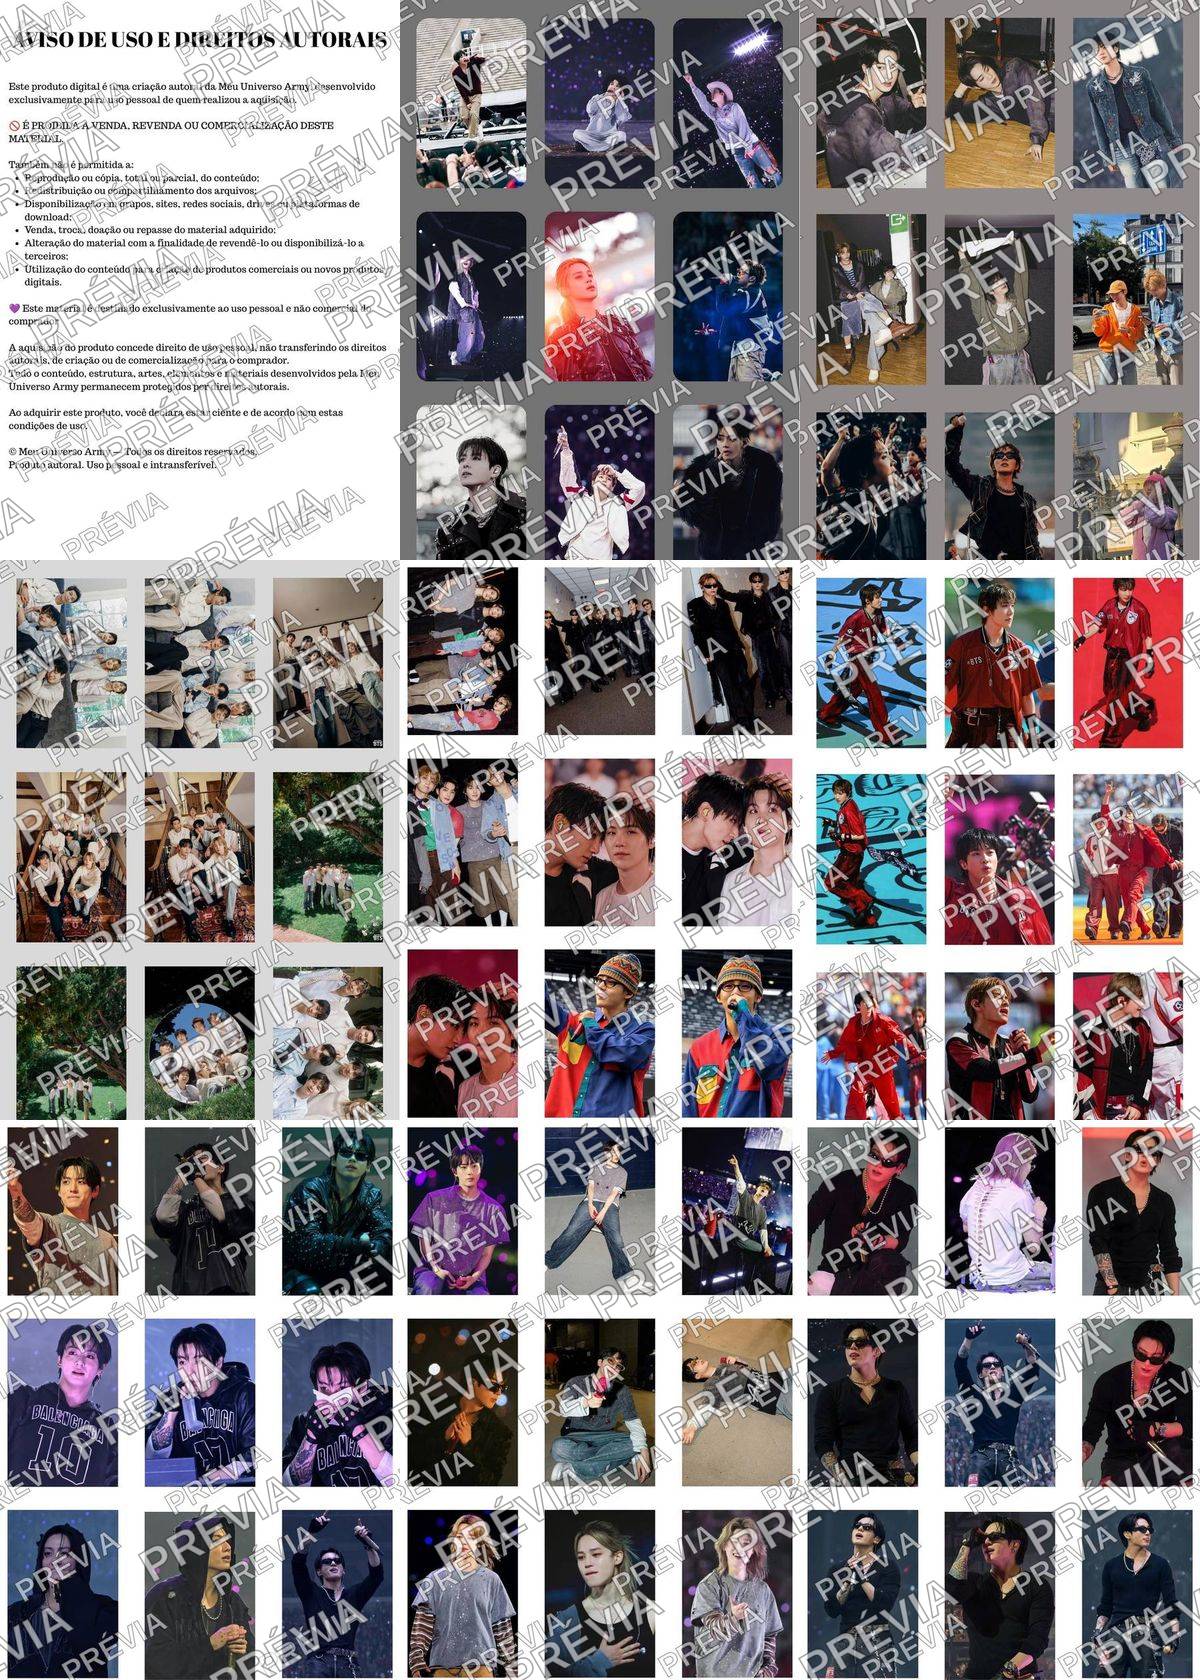 AVISO DE USO E DIREITOS AUTORAIS
Este produto digital é uma criação autoral da Meu Universo Army, desenvolvido
exclusivamente para uso pessoal de quem realizou a aquisição.
🚫 É PROIBIDA A VENDA, REVENDA OU COMERCIALIZAÇÃO DESTE
MATERIAL.
Também não é permitida a:
• Reprodução ou cópia, total ou parcial, do conteúdo;
• Redistribuição ou compartilhamento dos arquivos;
• Disponibilização em grupos, sites, redes sociais, drives ou plataformas de
download;
• Venda, troca, doação ou repasse do material adquirido;
• Alteração do material com a finalidade de revendê-lo ou disponibilizá-lo a
terceiros;
• Utilização do conteúdo para criação de produtos comerciais ou novos produtos
digitais.
💜 Este material é destinado exclusivamente ao uso pessoal e não comercial do
comprador.
A aquisição do produto concede direito de uso pessoal, não transferindo os direitos
autorais, de criação ou de comercialização para o comprador.
Todo o conteúdo, estrutura, artes, elementos e materiais desenvolvidos pela Meu
Universo Army permanecem protegidos por direitos autorais.
Ao adquirir este produto, você declara estar ciente e de acordo com estas
condições de uso.
© Meu Universo Army — Todos os direitos reservados.
Produto autoral. Uso pessoal e intransferível.
PRÉVIA
BTS
BTS
BALENCIAGA
10